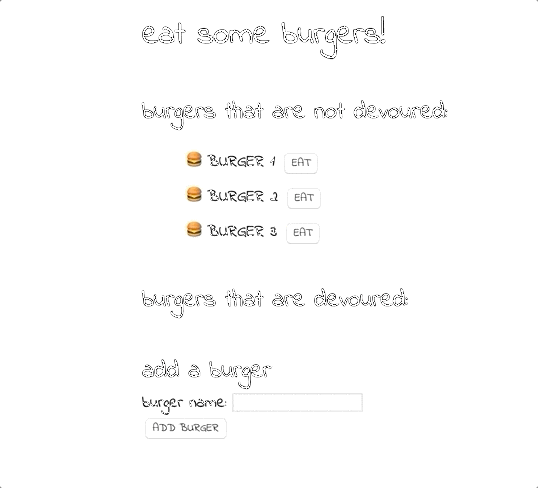 eat some burgers!
burgers that are not devoured:
🍔 BURGER 1 EAT
🍔 BURGER 2 EAT
🍔 BURGER 3 EAT
burgers that are devoured:
add a burger
burger name:
ADD BURGER